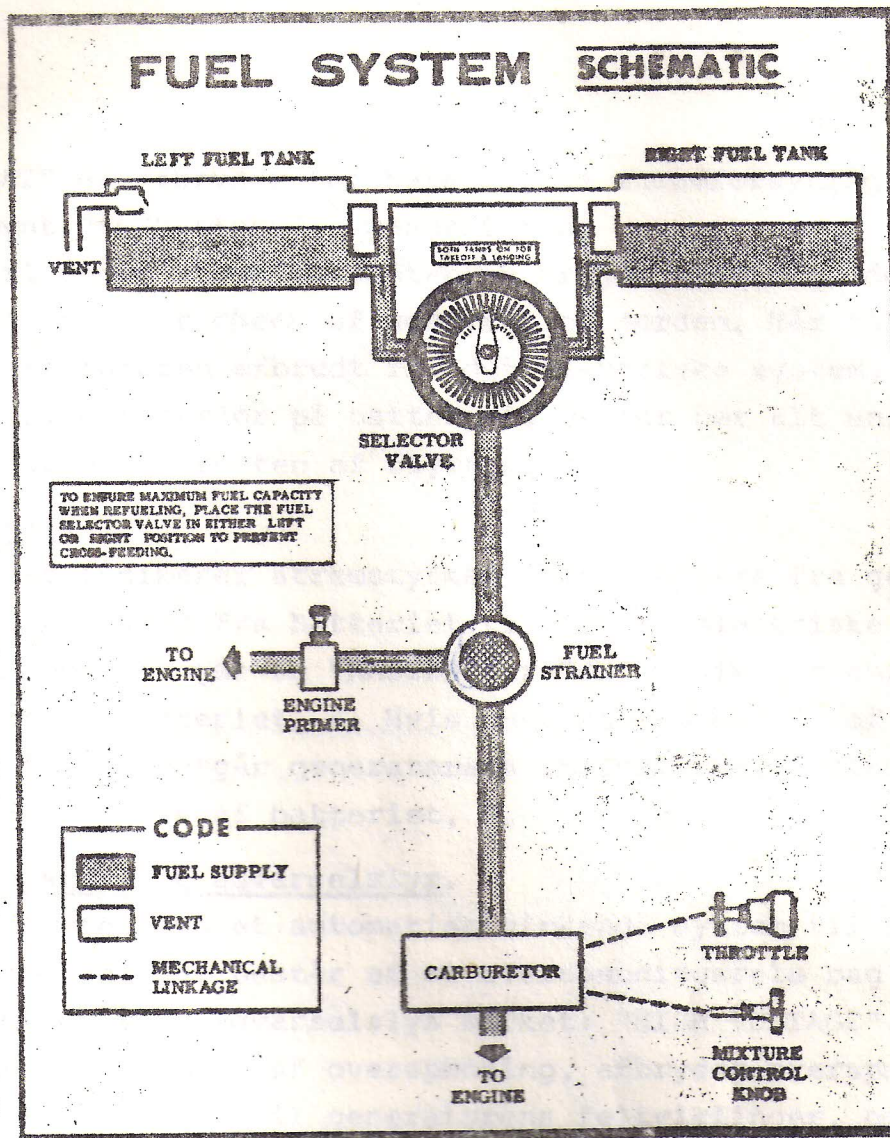 FUEL SYSTEM SCHEMATIC
LEFT FUEL TANK
RIGHT FUEL TANK
VENT
BOTH TANKS ON FOR
TAKEOFF & LANDING
SELECTOR
VALVE
TO ENSURE MAXIMUM FUEL CAPACITY
WHEN REFUELING, PLACE THE FUEL
SELECTOR VALVE IN EITHER LEFT
OR RIGHT POSITION TO PREVENT
CROSS-FEEDING.
TO
ENGINE
ENGINE
PRIMER
FUEL
STRAINER
CODE
FUEL SUPPLY
VENT
MECHANICAL
LINKAGE
CARBURETOR
THROTTLE
MIXTURE
CONTROL
KNOB
TO
ENGINE